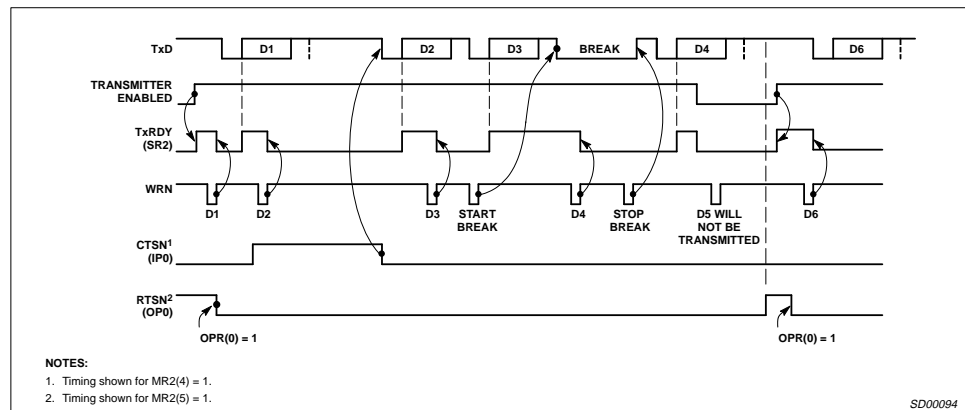 TxD D1 D2 D3 BREAK D4 D6
TRANSMITTER
ENABLED
TxRDY
(SR2)
WRN
D1 D2 D3 START
BREAK D4 STOP
BREAK D5 WILL
NOT BE
TRANSMITTED D6
CTSN1
(IP0)
RTSN2
(OP0)
OPR(0) = 1 OPR(0) = 1
NOTES:
1. Timing shown for MR2(4) = 1.
2. Timing shown for MR2(5) = 1.
SD00094